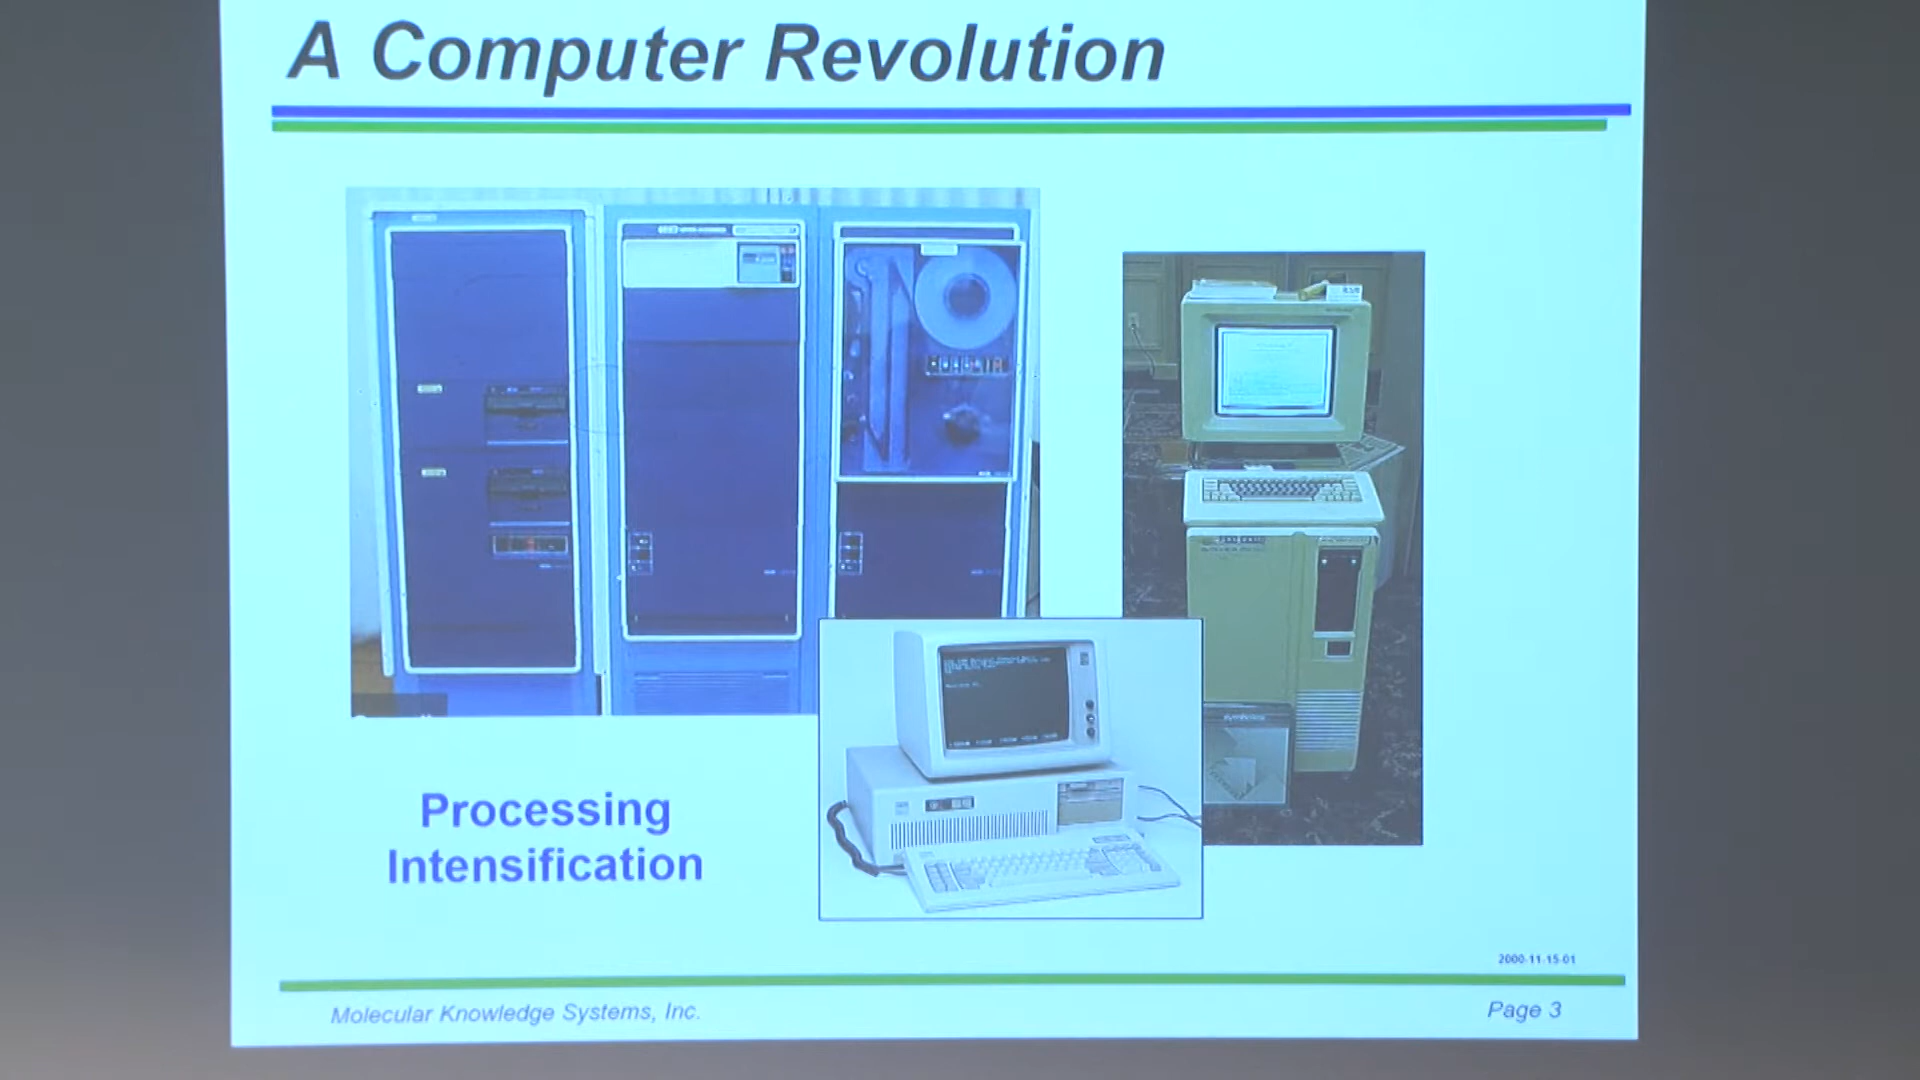 A Computer Revolution
Processing
Intensification
2000-11-15-01
Molecular Knowledge Systems, Inc.
Page 3